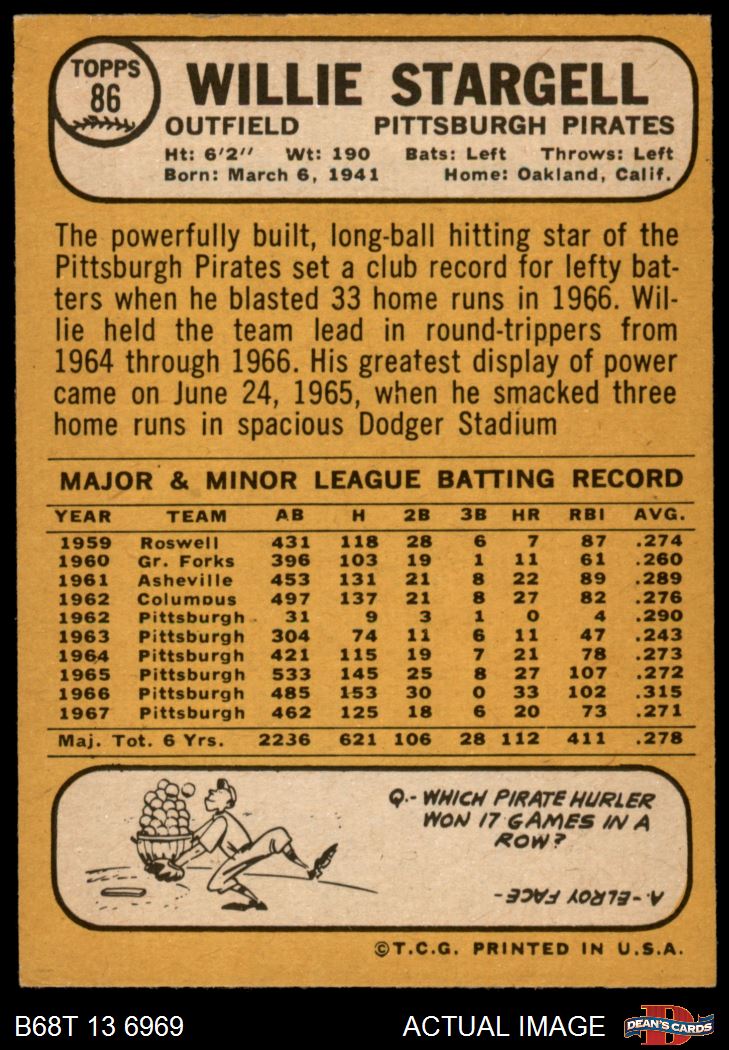 TOPPS
86
WILLIE STARGELL
OUTFIELD PITTSBURGH PIRATES
Ht: 6'2" Wt: 190 Bats: Left Throws: Left
Born: March 6, 1941 Home: Oakland, Calif.
The powerfully built, long-ball hitting star of the
Pittsburgh Pirates set a club record for lefty bat-
ters when he blasted 33 home runs in 1966. Wil-
lie held the team lead in round-trippers from
1964 through 1966. His greatest display of power
came on June 24, 1965, when he smacked three
home runs in spacious Dodger Stadium
MAJOR & MINOR LEAGUE BATTING RECORD
YEAR TEAM AB H 2B 3B HR RBI AVG.
1959 Roswell 431 118 28 6 7 87 .274
1960 Gr. Forks 396 103 19 1 11 61 .260
1961 Asheville 453 131 21 8 22 89 .289
1962 Columbus 497 137 21 8 27 82 .276
1962 Pittsburgh 31 9 3 1 0 4 .290
1963 Pittsburgh 304 74 11 6 11 47 .243
1964 Pittsburgh 421 115 19 7 21 78 .273
1965 Pittsburgh 533 145 25 8 27 107 .272
1966 Pittsburgh 485 153 30 0 33 102 .315
1967 Pittsburgh 462 125 18 6 20 73 .271
Maj. Tot. 6 Yrs. 2236 621 106 28 112 411 .278
Q.- WHICH PIRATE HURLER
WON 17 GAMES IN A
ROW?
A.- ELROY FACE-
©T.C.G. PRINTED IN U.S.A.
B68T 13 6969 ACTUAL IMAGE
DEAN'S CARDS